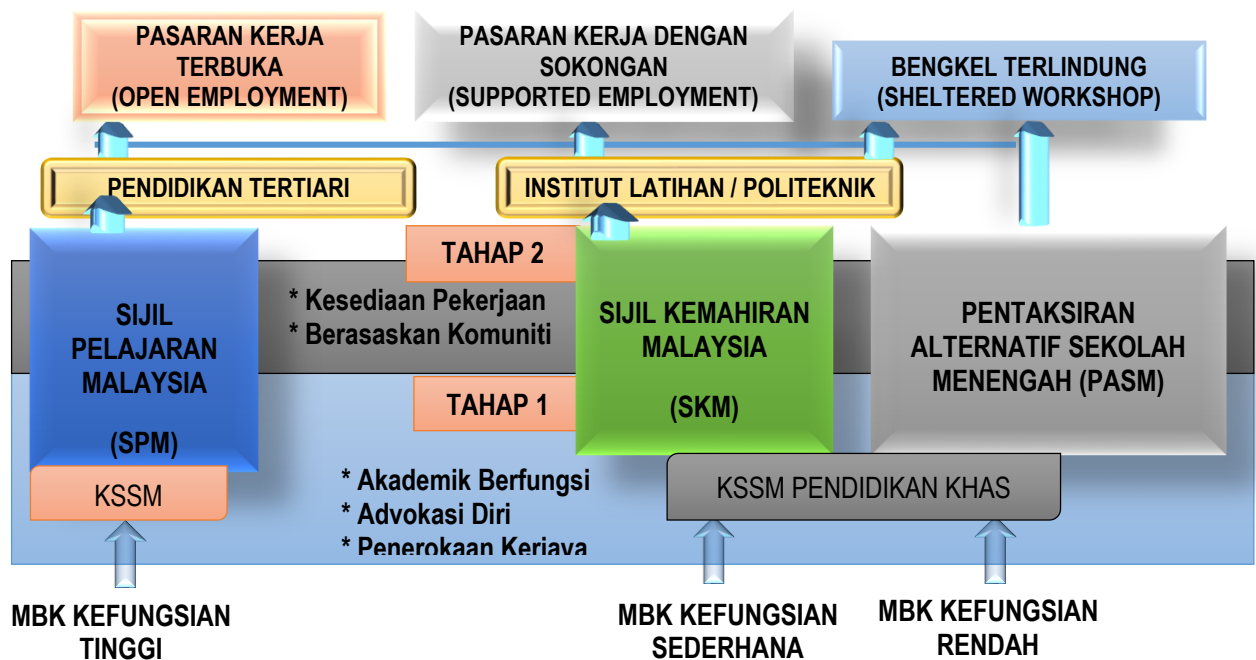 PASARAN KERJA
TERBUKA
(OPEN EMPLOYMENT)
PASARAN KERJA DENGAN
SOKONGAN
(SUPPORTED EMPLOYMENT)
BENGKEL TERLINDUNG
(SHELTERED WORKSHOP)
PENDIDIKAN TERTIARI
INSTITUT LATIHAN / POLITEKNIK
SIJIL
PELAJARAN
MALAYSIA
(SPM)
TAHAP 2
* Kesediaan Pekerjaan
* Berasaskan Komuniti
TAHAP 1
* Akademik Berfungsi
* Advokasi Diri
* Penerokaan Kerjaya
SIJIL KEMAHIRAN
MALAYSIA
(SKM)
PENTAKSIRAN
ALTERNATIF SEKOLAH
MENENGAH (PASM)
KSSM
KSSM PENDIDIKAN KHAS
MBK KEFUNGSIAN
TINGGI
MBK KEFUNGSIAN
SEDERHANA
MBK KEFUNGSIAN
RENDAH